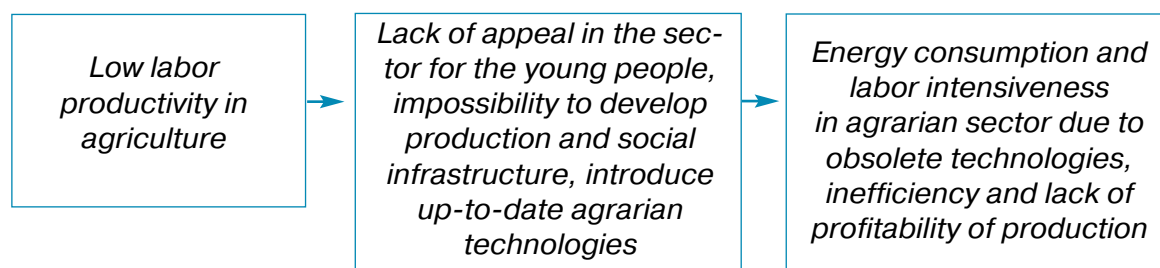 Low labor
productivity in
agriculture
Lack of appeal in the sec-
tor for the young people,
impossibility to develop
production and social
infrastructure, introduce
up-to-date agrarian
technologies
Energy consumption and
labor intensiveness
in agrarian sector due to
obsolete technologies,
inefficiency and lack of
profitability of production